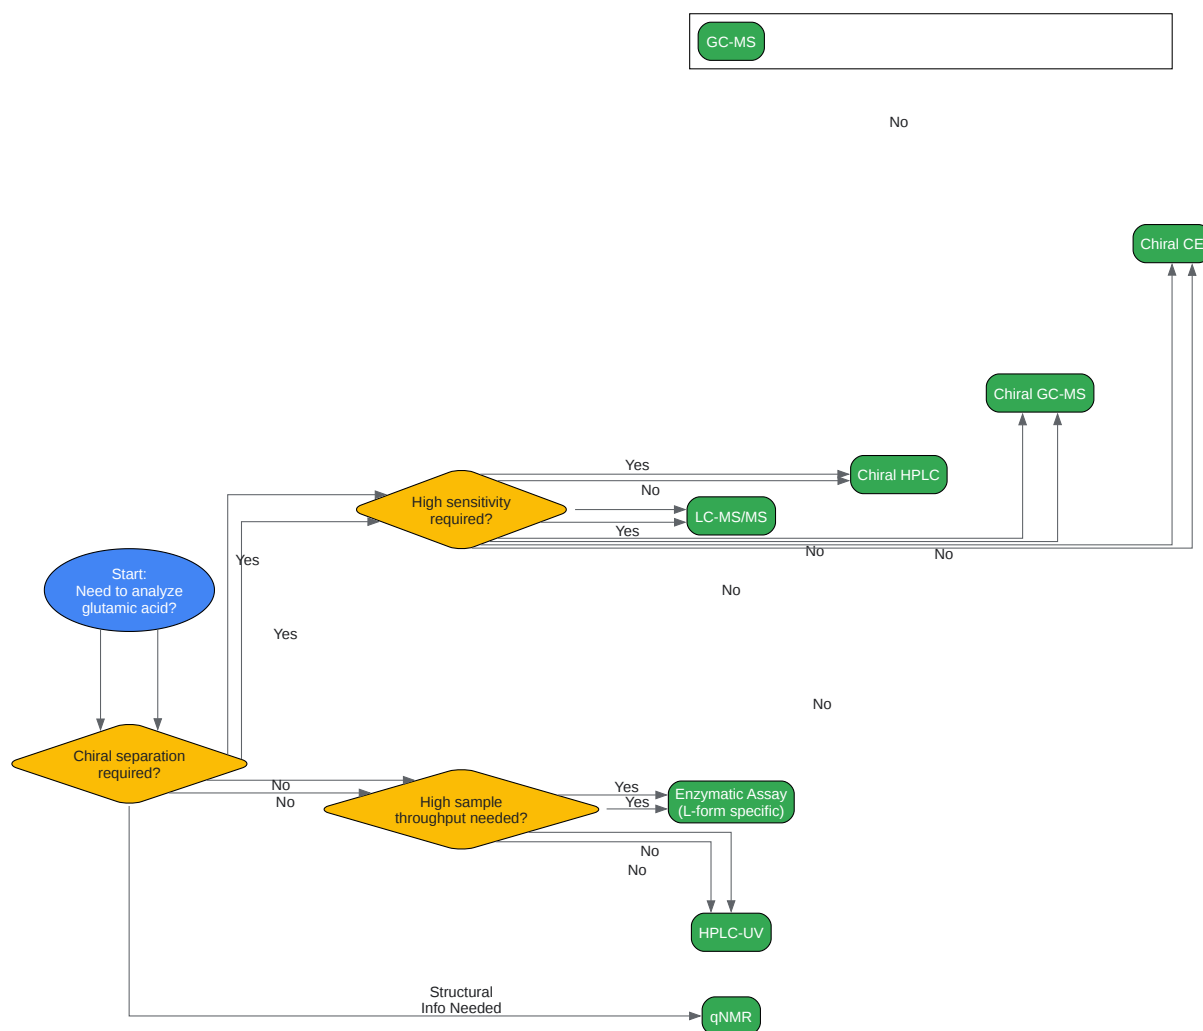 GC-MS
No
Chiral CE
Chiral GC-MS
Yes
Chiral HPLC
High sensitivity
required?
No
LC-MS/MS
Yes
No
No
Yes
Start:
Need to analyze
glutamic acid?
No
Yes
No
Chiral separation
required?
No
No
High sample
throughput needed?
Yes
Yes
Enzymatic Assay
(L-form specific)
No
No
HPLC-UV
Structural
Info Needed
qNMR